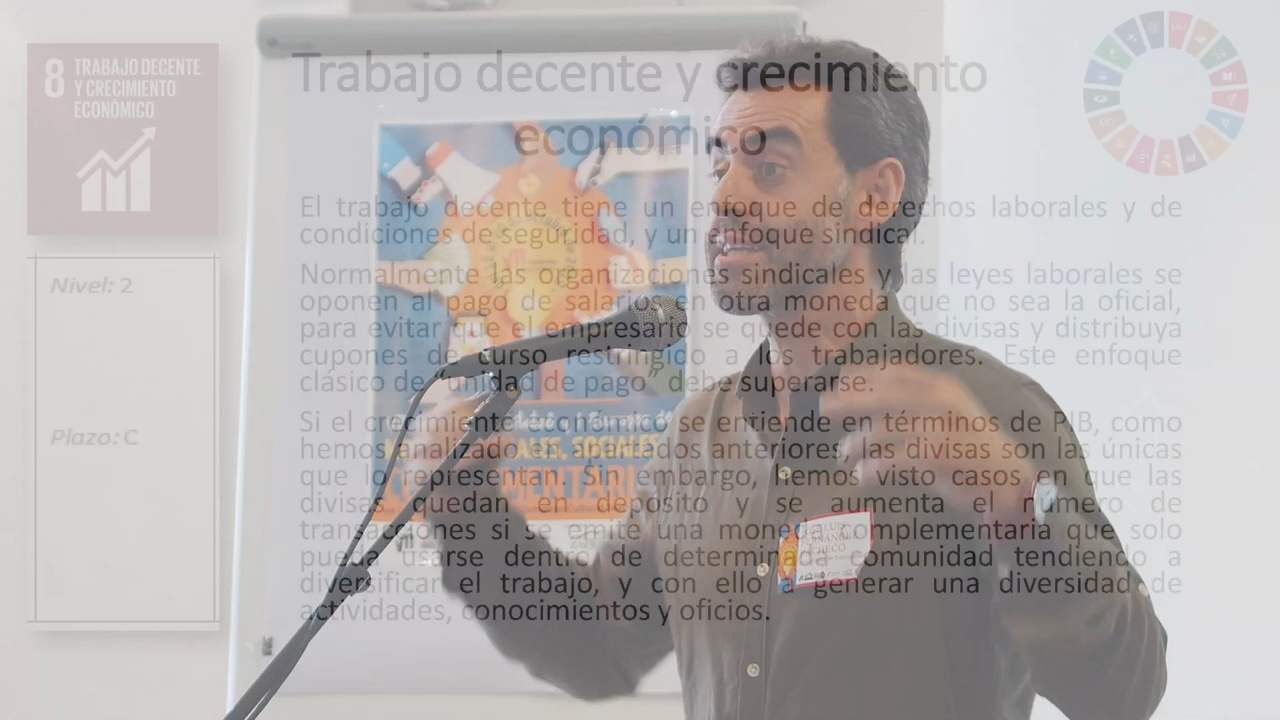 8 TRABAJO DECENTE
Y CRECIMIENTO
ECONÓMICO
Nivel: 2
Plazo: C
Trabajo decente y crecimiento
económico
El trabajo decente tiene un enfoque de derechos laborales y de
condiciones de seguridad, y un enfoque sindical.
Normalmente las organizaciones sindicales y las leyes laborales se
oponen al pago de salarios en otra moneda que no sea la oficial,
para evitar que el empresario se quede con las divisas y distribuya
cupones de curso restringido a los trabajadores. Este enfoque
clásico de unidad de pago debe superarse.
Si el crecimiento se entiende en términos de PIB, como
hemos analizado en anteriores, las divisas son las únicas
que lo representan. Sin embargo, hemos visto casos en que las
divisas quedan en depósito y se aumenta el número de
transacciones si se emite una moneda complementaria que solo
puede usarse dentro de determinada comunidad tendiendo a
diversificar el trabajo, y con ello a generar una diversidad de
actividades, conocimientos y oficios.
SOCIALES
JOSÉ LUIS
FERNÁNDEZ
PACHECO